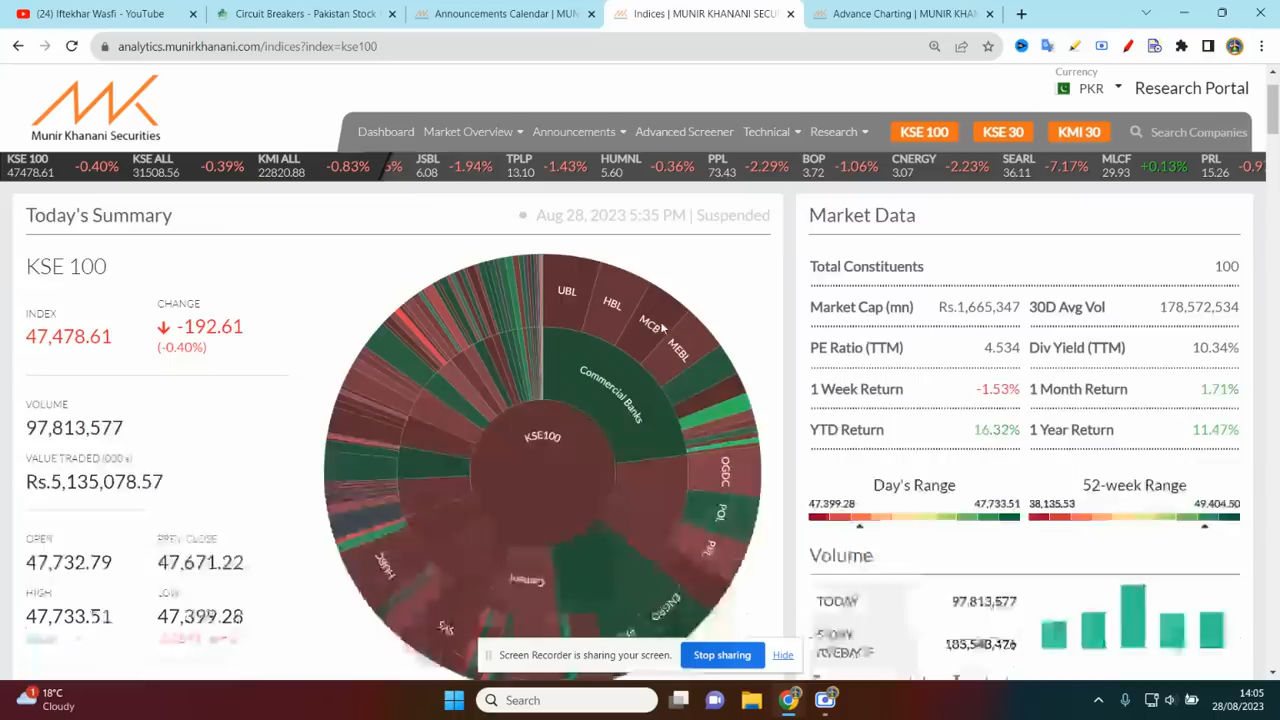 (24) Iftekhar Wasfi - YouTube
Circuit Breakers - Pakistan Stock
Announcements Calendar | MUN
Indices | MUNIR KHANANI SECU
Advance Charting | MUNIR KHAN
analytics.munirkhanani.com/indices?index=kse100
Munir Khanani Securities
Currency
PKR
Research Portal
Dashboard Market Overview Announcements Advanced Screener Technical Research KSE 100 KSE 30 KMI 30 Search Companies
KSE 100 -0.40% KSE ALL -0.39% KMI ALL -0.83% JSBL -1.94% TPLP -1.43% HUMNL -0.36% PPL -2.29% BOP -1.06% CNERGY -2.23% SEARL -7.17% MLCF +0.13% PRL
47478.61 31508.56 22820.88 6.08 13.10 5.60 73.43 3.72 3.07 36.11 29.93 15.26
Today's Summary
Aug 28, 2023 5:35 PM | Suspended
KSE 100
INDEX
47,478.61
CHANGE
-192.61
(-0.40%)
VOLUME
97,813,577
VALUE TRADED (000's)
Rs.5,135,078.57
OPEN
47,732.79
PREV CLOSE
47,671.22
HIGH
47,733.51
LOW
47,399.28
UBL
HBL
MCB
MEBL
Commercial Banks
KSE100
OGDC
POL
PPL
HUBC
Cement
ENGRO
SYS
Market Data
Total Constituents 100
Market Cap (mn) Rs.1,665,347 30D Avg Vol 178,572,534
PE Ratio (TTM) 4.534 Div Yield (TTM) 10.34%
1 Week Return -1.53% 1 Month Return 1.71%
YTD Return 16.32% 1 Year Return 11.47%
Day's Range
47,399.28 47,733.51
52-week Range
38,135.53 49,404.50
Volume
TODAY 97,813,577
Screen Recorder is sharing your screen.
Stop sharing
Hide
1
18°C
Cloudy
Search
14:05
28/08/2023